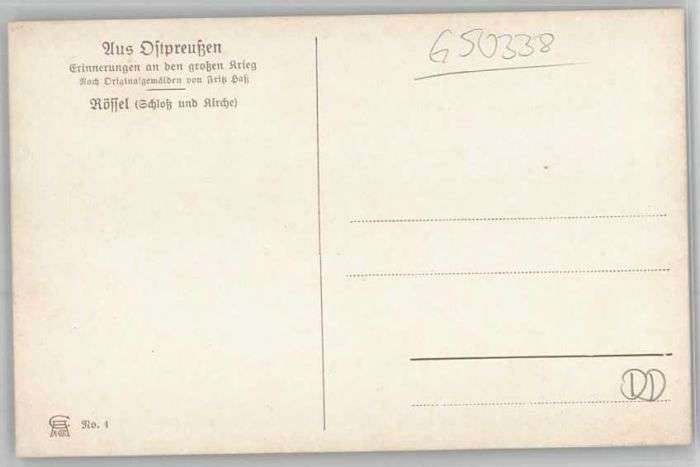 Aus Ostpreußen
Erinnerungen an den großen Krieg
Nach Originalgemälden von Fritz Haß
Rössel (Schloß und Kirche)
G50338
No. 4